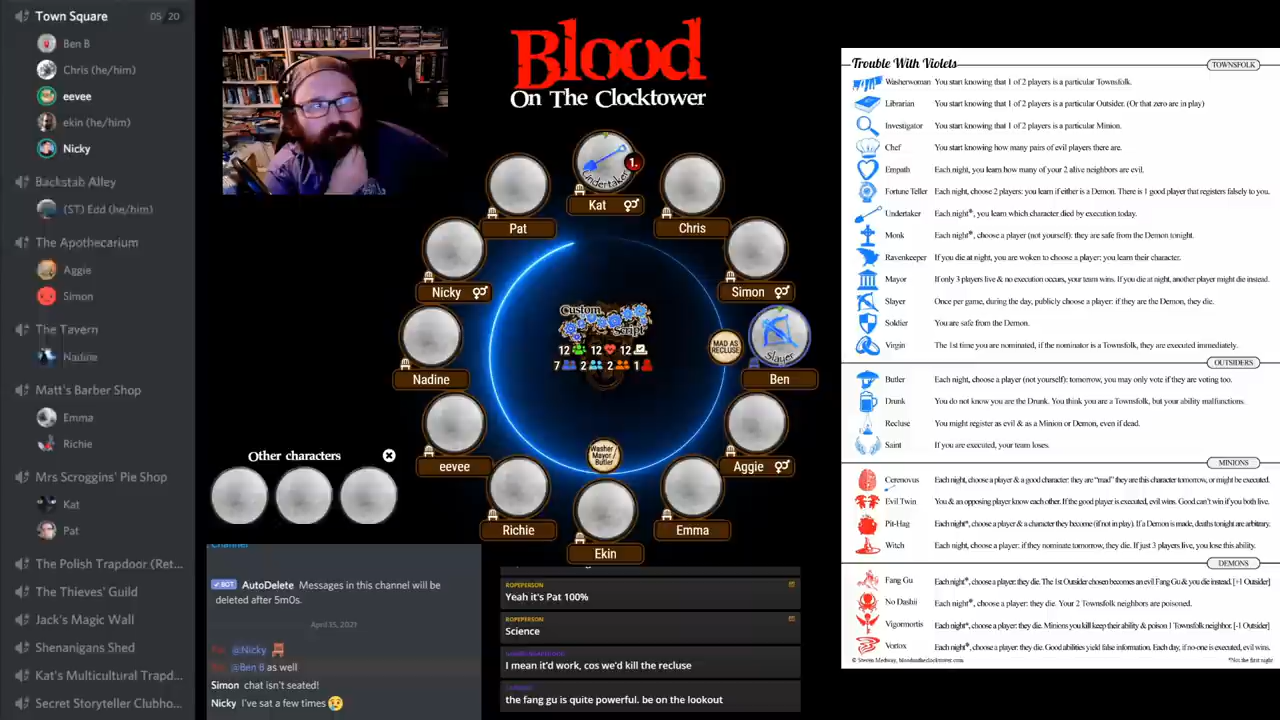 Town Square
05 / 20
Ben B
Chris (he/him)
eevee
ekin (he/him)
Nicky
Backstab Alley
(ST) Ed (he/him)
The Apothecarium
Aggie
Simon
The Tavern
Nadine
Matt's Barber Shop
Emma
Richie
Mrs Scoggins' Pie Shop
Kat
Pat
The Polish Trapdoor (Ret...
The Thieves' Guild
Jack's Magic Wall
Shenanigans Shed
Kat's Multicultural Trapd...
Secret Storyteller Clubho...
Blood
On The Clocktower
Undertaker
1.
Kat
Pat
Chris
Nicky
Simon
Nadine
MAD AS
RECLUSE
Slayer
Ben
eevee
Aggie
Richie
Emma
Ekin
Washer/
Mayor/
Butler
Custom
Script
12 12 12
7 2 2 1
Other characters
Channel
BOT AutoDelete Messages in this channel will be
deleted after 5m0s.
April 15, 2021
@Nicky
@Ben B as well
Simon chat isn't seated!
Nicky I've sat a few times
ROPEPERSON
Yeah it's Pat 100%
ROPEPERSON
Science
I mean it'd work, cos we'd kill the recluse
the fang gu is quite powerful. be on the lookout
Trouble With Violets
TOWNSFOLK
Washerwoman You start knowing that 1 of 2 players is a particular Townsfolk.
Librarian You start knowing that 1 of 2 players is a particular Outsider. (Or that zero are in play)
Investigator You start knowing that 1 of 2 players is a particular Minion.
Chef You start knowing how many pairs of evil players there are.
Empath Each night, you learn how many of your 2 alive neighbors are evil.
Fortune Teller Each night, choose 2 players: you learn if either is a Demon. There is 1 good player that registers falsely to you.
Undertaker Each night*, you learn which character died by execution today.
Monk Each night*, choose a player (not yourself): they are safe from the Demon tonight.
Ravenkeeper If you die at night, you are woken to choose a player: you learn their character.
Mayor If only 3 players live & no execution occurs, your team wins. If you die at night, another player might die instead.
Slayer Once per game, during the day, publicly choose a player: if they are the Demon, they die.
Soldier You are safe from the Demon.
Virgin The 1st time you are nominated, if the nominator is a Townsfolk, they are executed immediately.
OUTSIDERS
Butler Each night, choose a player (not yourself): tomorrow, you may only vote if they are voting too.
Drunk You do not know you are the Drunk. You think you are a Townsfolk, but your ability malfunctions.
Recluse You might register as evil & as a Minion or Demon, even if dead.
Saint If you are executed, your team loses.
MINIONS
Cerenovus Each night, choose a player & a good character: they are "mad" they are this character tomorrow, or might be executed.
Evil Twin You & an opposing player know each other. If the good player is executed, evil wins. Good can't win if you both live.
Pit-Hag Each night*, choose a player & a character they become (if not in play). If a Demon is made, deaths tonight are arbitrary.
Witch Each night, choose a player: if they nominate tomorrow, they die. If just 3 players live, you lose this ability.
DEMONS
Fang Gu Each night*, choose a player: they die. The 1st Outsider chosen becomes an evil Fang Gu & you die instead. [+1 Outsider]
No Dashii Each night*, choose a player: they die. Your 2 Townsfolk neighbors are poisoned.
Vigormortis Each night*, choose a player: they die. Minions you kill keep their ability & poison 1 Townsfolk neighbor. [-1 Outsider]
Vortox Each night*, choose a player: they die. Good abilities yield false information. Each day, if no-one is executed, evil wins.
© Steven Medway, bloodontheclocktower.com
*Not the first night